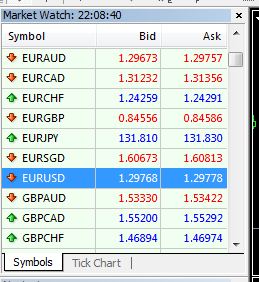 Market Watch: 22:08:40
Symbol Bid Ask
EURAUD 1.29673 1.29757
EURCAD 1.31232 1.31356
EURCHF 1.24259 1.24291
EURGBP 0.84556 0.84586
EURJPY 131.810 131.830
EURSGD 1.60673 1.60813
EURUSD 1.29768 1.29778
GBPAUD 1.53330 1.53422
GBPCAD 1.55200 1.55292
GBPCHF 1.46894 1.46974
Symbols Tick Chart